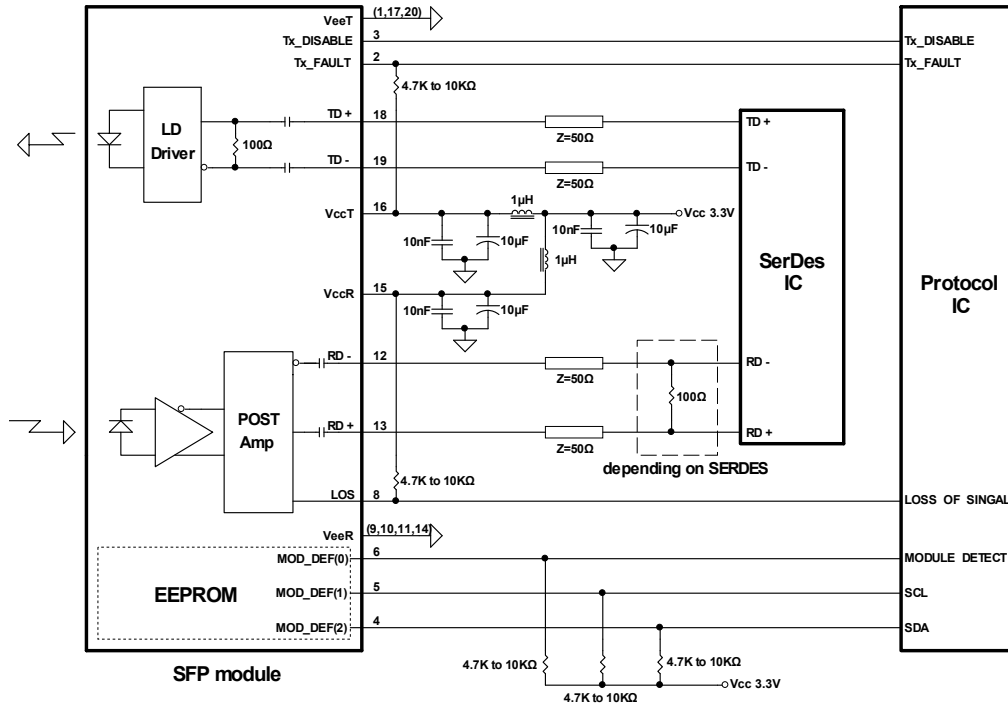 VeeT (1,17,20)
Tx_DISABLE 3 Tx_DISABLE
Tx_FAULT 2 Tx_FAULT
4.7K to 10KΩ
LD
Driver
100Ω
TD + 18 Z=50Ω TD +
TD - 19 Z=50Ω TD -
VccT 16
1μH
Vcc 3.3V
10nF 10μF
10nF 10μF
1μH
VccR 15
10nF 10μF
SerDes
IC
Protocol
IC
RD - 12 Z=50Ω RD -
100Ω
POST
Amp
RD + 13 Z=50Ω RD +
depending on SERDES
4.7K to 10KΩ
LOS 8 LOSS OF SINGAL
VeeR (9,10,11,14)
MOD_DEF(0) 6 MODULE DETECT
EEPROM
MOD_DEF(1) 5 SCL
MOD_DEF(2) 4 SDA
4.7K to 10KΩ
4.7K to 10KΩ
4.7K to 10KΩ
Vcc 3.3V
SFP module